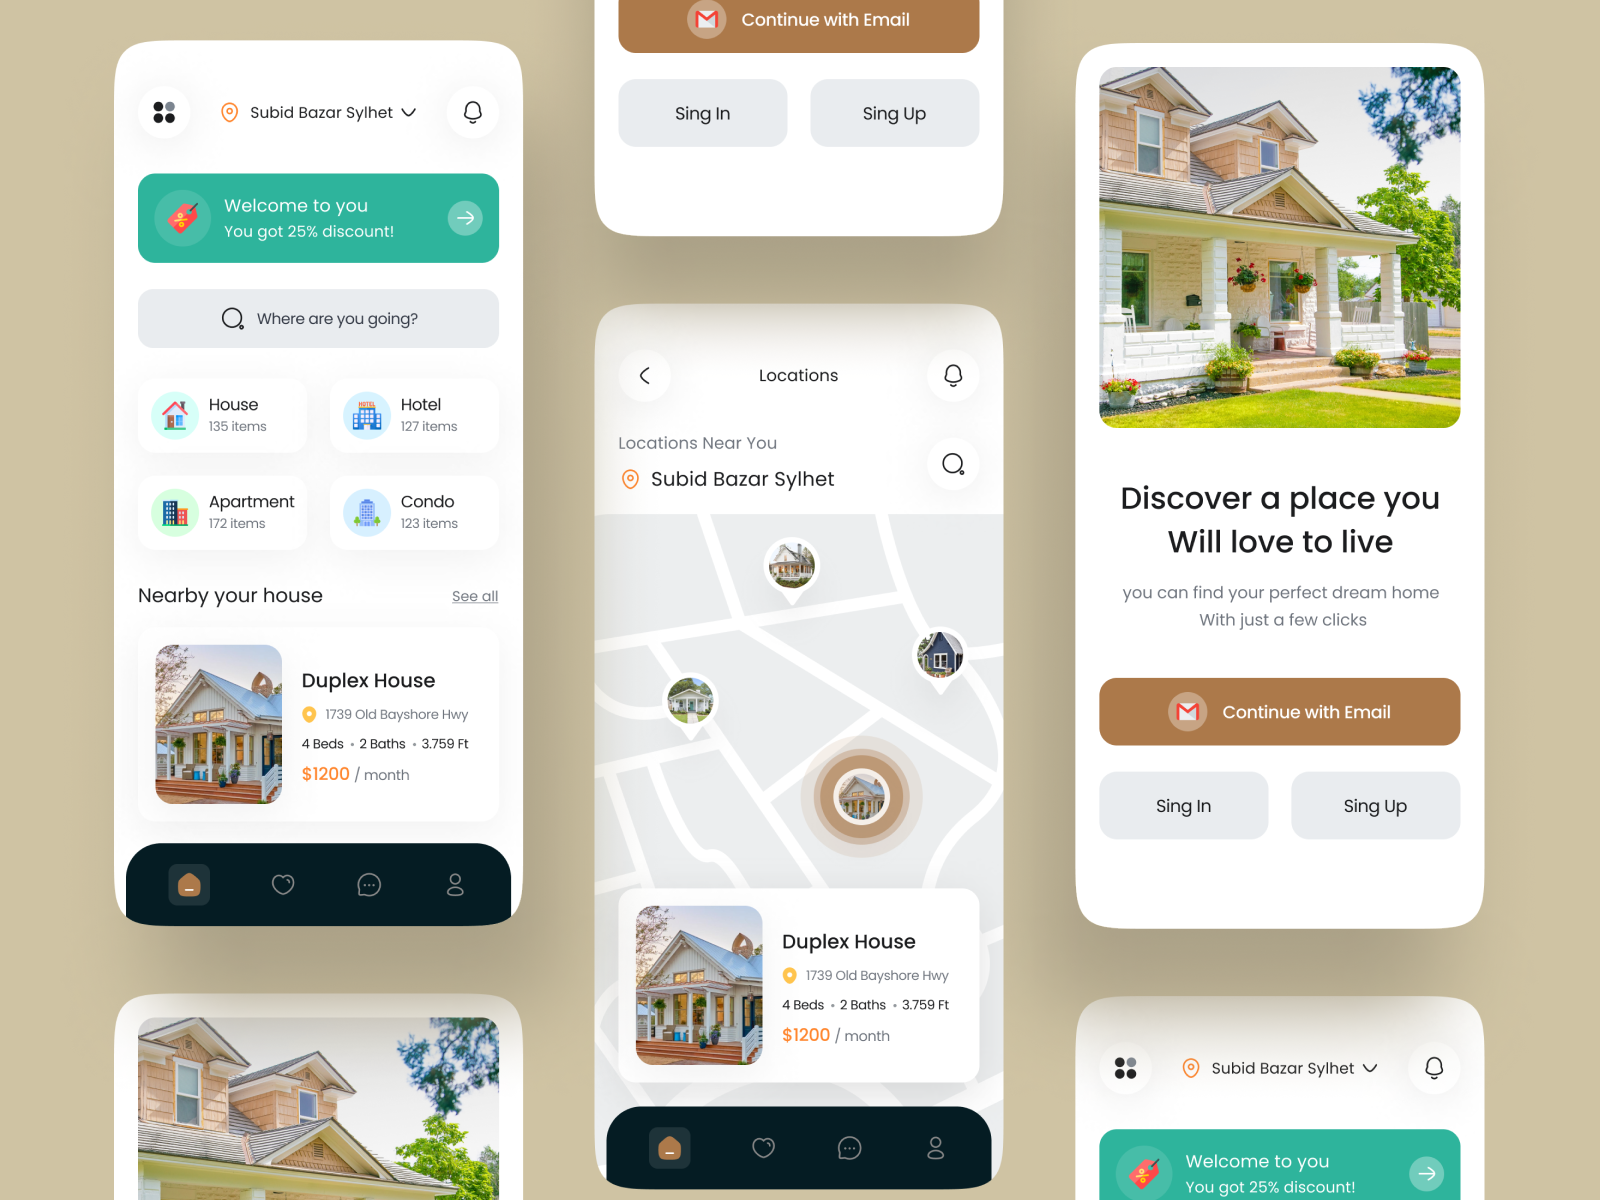 Subid Bazar Sylhet
Welcome to you
You got 25% discount!
Where are you going?
House
135 items
HOTEL
Hotel
127 items
Apartment
172 items
Condo
123 items
Nearby your house
See all
Duplex House
1739 Old Bayshore Hwy
4 Beds • 2 Baths • 3.759 Ft
$1200 / month
Continue with Email
Sing In
Sing Up
Locations
Locations Near You
Subid Bazar Sylhet
Duplex House
1739 Old Bayshore Hwy
4 Beds • 2 Baths • 3.759 Ft
$1200 / month
Discover a place you
Will love to live
you can find your perfect dream home
With just a few clicks
Continue with Email
Sing In
Sing Up
Subid Bazar Sylhet
Welcome to you
You got 25% discount!